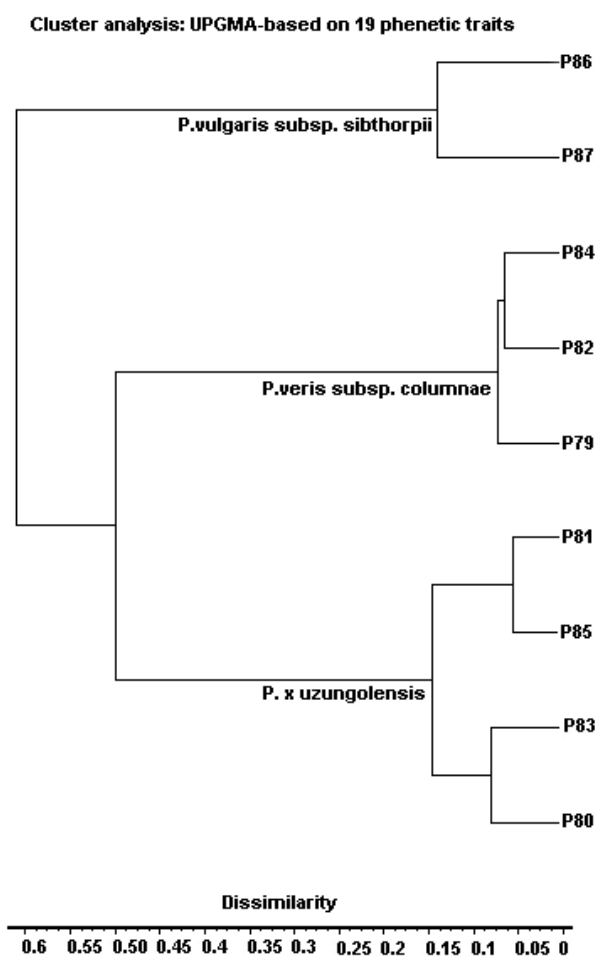 Cluster analysis: UPGMA-based on 19 phenetic traits
P86
P.vulgaris subsp. sibthorpii
P87
P84
P82
P.veris subsp. columnae
P79
P81
P85
P. x uzungolensis
P83
P80
Dissimilarity
0.6 0.55 0.50 0.45 0.4 0.35 0.3 0.25 0.2 0.15 0.1 0.05 0